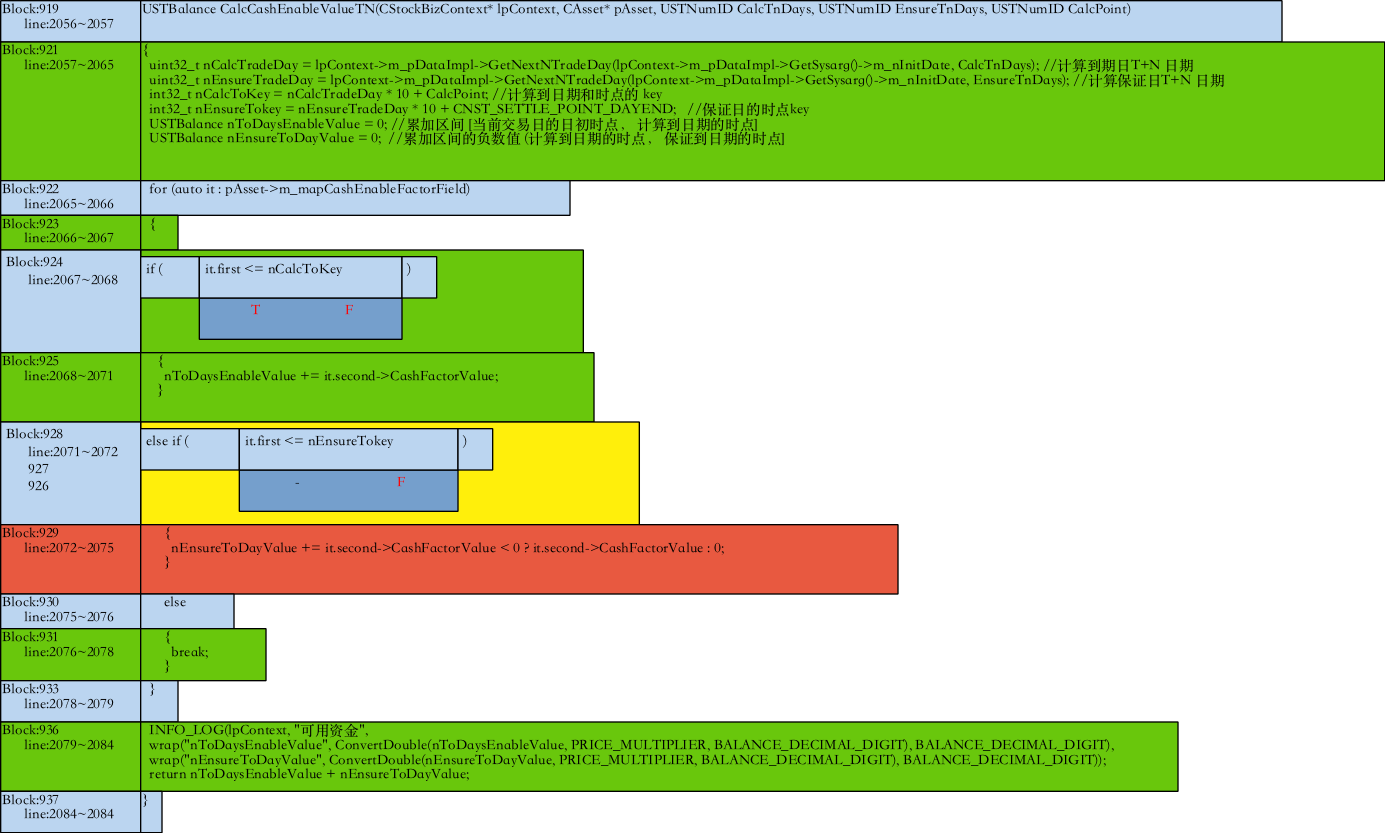 Block:919
line:2056~2057
USTBalance CalcCashEnableValueTN(CStockBizContext* lpContext, CAsset* pAsset, USTNumID CalcTnDays, USTNumID EnsureTnDays, USTNumID CalcPoint)
Block:921
line:2057~2065
{
uint32_t nCalcTradeDay = lpContext->m_pDataImpl->GetNextNTradeDay(lpContext->m_pDataImpl->GetSysarg()->m_nInitDate, CalcTnDays); //计算到期日T+N 日期
uint32_t nEnsureTradeDay = lpContext->m_pDataImpl->GetNextNTradeDay(lpContext->m_pDataImpl->GetSysarg()->m_nInitDate, EnsureTnDays); //计算保证日T+N 日期
int32_t nCalcToKey = nCalcTradeDay * 10 + CalcPoint; //计算到日期和时点的 key
int32_t nEnsureTokey = nEnsureTradeDay * 10 + CNST_SETTLE_POINT_DAYEND; //保证日的时点key
USTBalance nToDaysEnableValue = 0; //累加区间 [当前交易日的日初时点 , 计算到日期的时点]
USTBalance nEnsureToDayValue = 0; //累加区间的负数值 (计算到日期的时点 , 保证到日期的时点]
Block:922
line:2065~2066
for (auto it : pAsset->m_mapCashEnableFactorField)
Block:923
line:2066~2067
{
Block:924
line:2067~2068
if ( it.first <= nCalcToKey )
T F
Block:925
line:2068~2071
{
nToDaysEnableValue += it.second->CashFactorValue;
}
Block:928
line:2071~2072
927
926
else if ( it.first <= nEnsureTokey )
- F
Block:929
line:2072~2075
{
nEnsureToDayValue += it.second->CashFactorValue < 0 ? it.second->CashFactorValue : 0;
}
Block:930
line:2075~2076
else
Block:931
line:2076~2078
{
break;
}
Block:933
line:2078~2079
}
Block:936
line:2079~2084
INFO_LOG(lpContext, "可用资金",
wrap("nToDaysEnableValue", ConvertDouble(nToDaysEnableValue, PRICE_MULTIPLIER, BALANCE_DECIMAL_DIGIT), BALANCE_DECIMAL_DIGIT),
wrap("nEnsureToDayValue", ConvertDouble(nEnsureToDayValue, PRICE_MULTIPLIER, BALANCE_DECIMAL_DIGIT), BALANCE_DECIMAL_DIGIT));
return nToDaysEnableValue + nEnsureToDayValue;
Block:937
line:2084~2084
}